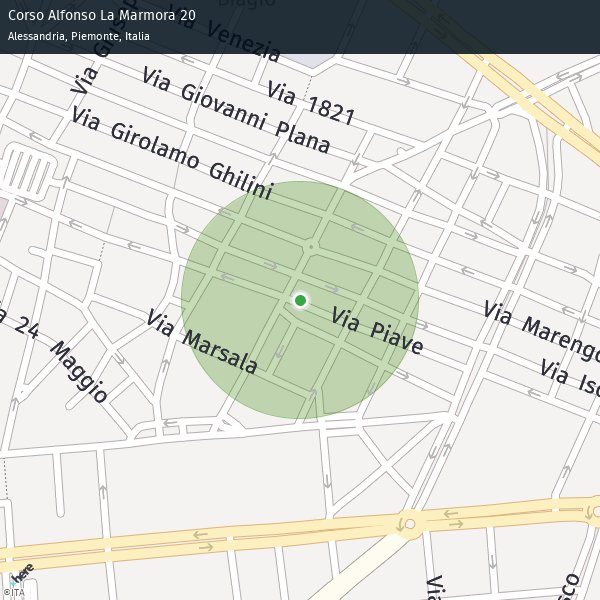 Corso Alfonso La Marmora 20
Alessandria, Piemonte, Italia
Biagio
Via Venezia
Via
Via 1821
Via Giovanni Plana
Via Girolamo Ghilini
Via Piave
Via Marengo
Via Marsala
24 Maggio
Via Iso
Via
sco
here
©ITA